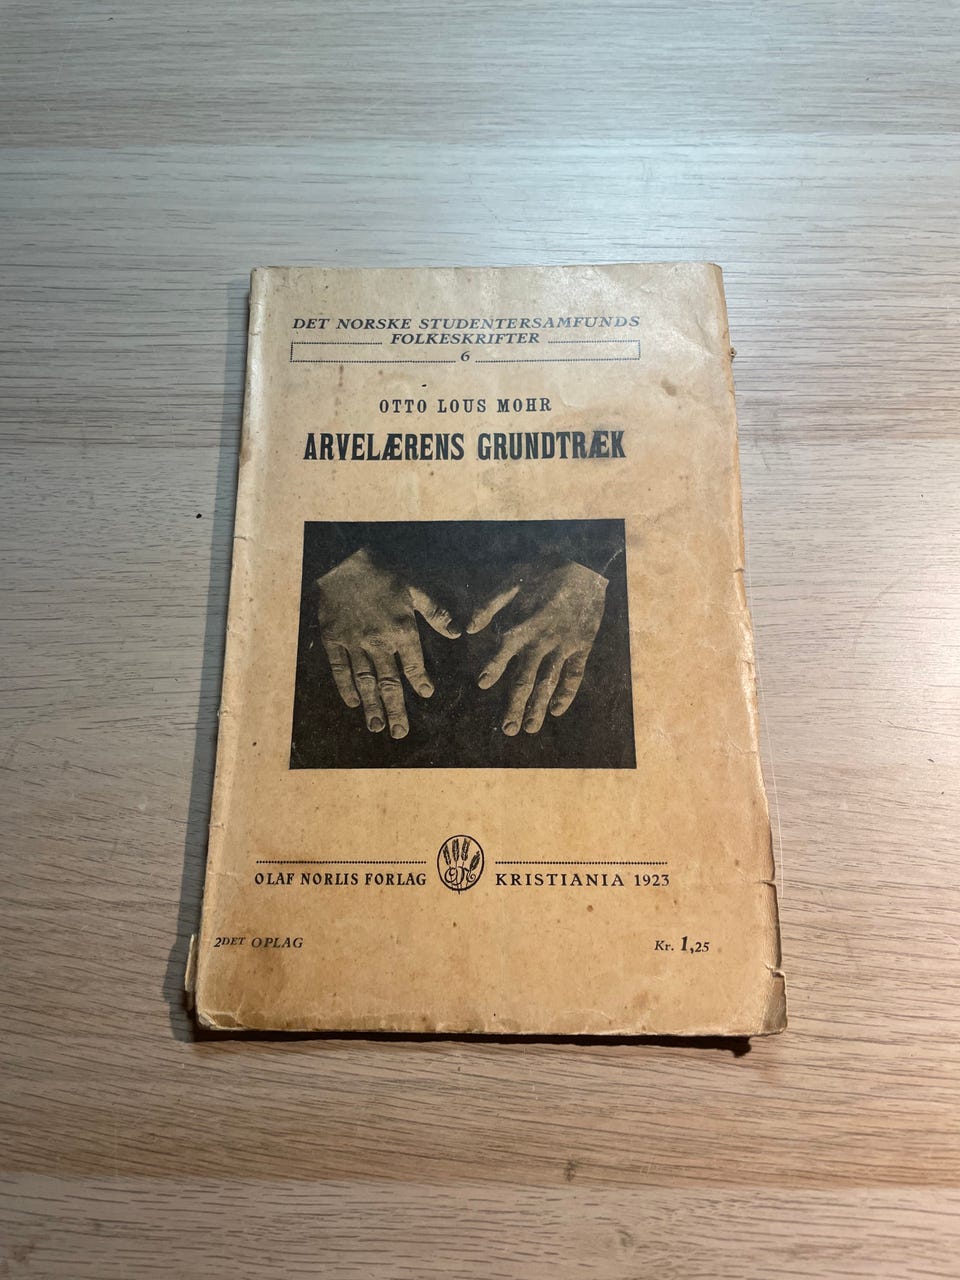 DET NORSKE STUDENTERSAMFUNDS
FOLKESKRIFTER
6
OTTO LOUS MOHR
ARVELÆRENS GRUNDTRÆK
OLAF NORLIS FORLAG KRISTIANIA 1923
2DET OPLAG Kr. 1,25